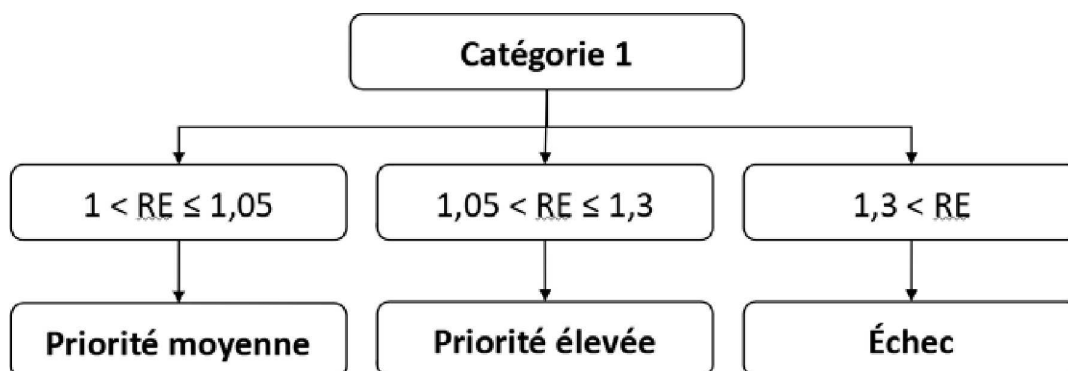 Catégorie 1
1 < RE ≤ 1,05
1,05 < RE ≤ 1,3
1,3 < RE
Priorité moyenne
Priorité élevée
Échec